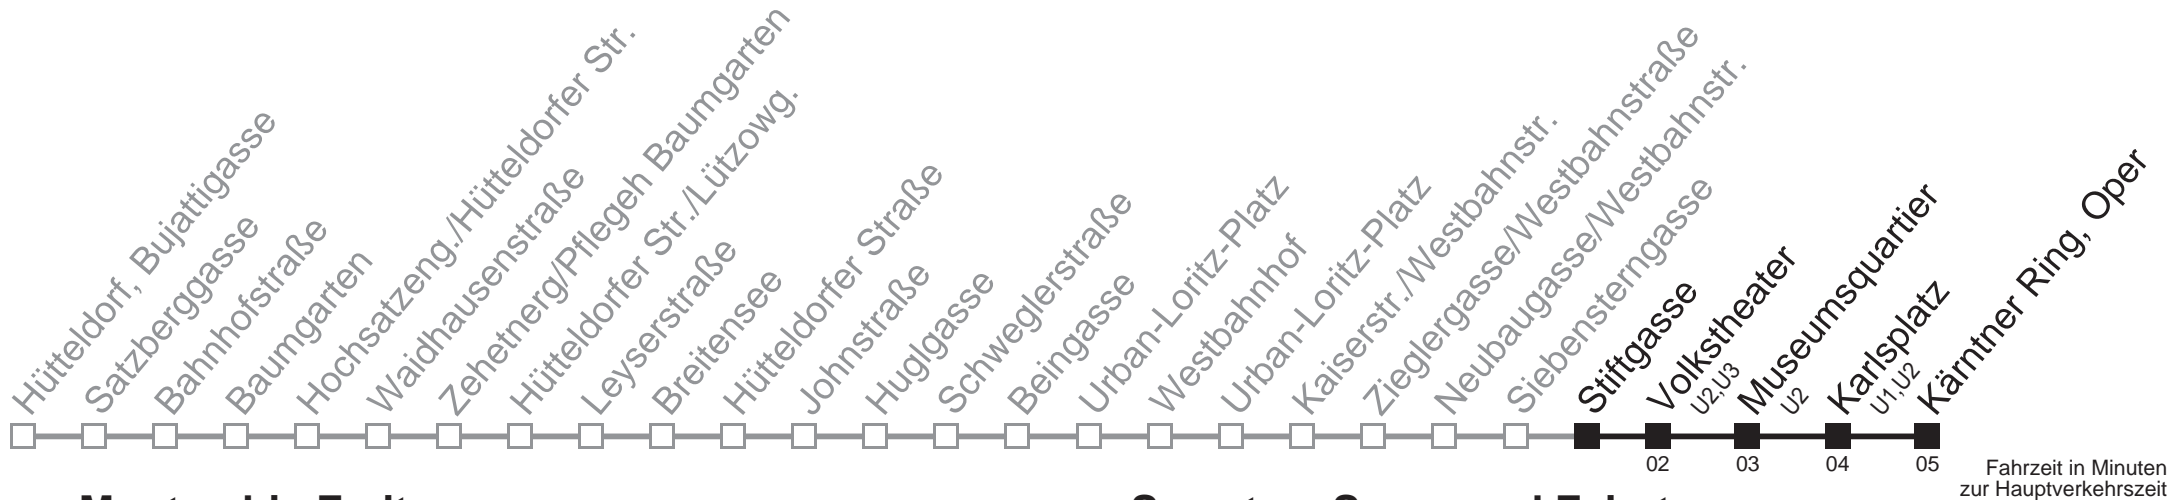 Hütteldorf, Bujattigasse
Satzberggasse
Bahnhofstraße
Baumgarten
Hochsatzeng./Hütteldorfer Str.
Waidhausenstraße
Zehetnerg/Pflegeh Baumgarten
Hütteldorfer Str./Lützowg.
Leyserstraße
Breitensee
Hütteldorfer Straße
Johnstraße
Huglgasse
Schweglerstraße
Beingasse
Urban-Loritz-Platz
Westbahnhof
Urban-Loritz-Platz
Kaiserstr./Westbahnstr.
Zieglergasse/Westbahnstraße
Neubaugasse/Westbahnstr.
Siebensterngasse
Stiftgasse
Volkstheater
U2,U3
Museumsquartier
U2
Karlsplatz
U1,U2
Kärntner Ring, Oper
02 03 04 05
Fahrzeit in Minuten
zur Hauptverkehrszeit